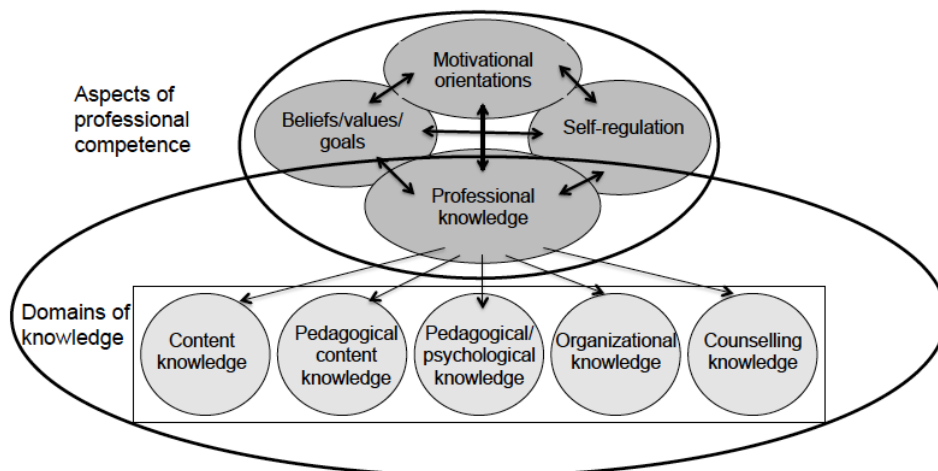 Motivational
orientations
Aspects of
professional
competence
Beliefs/values/
goals
Self-regulation
Professional
knowledge
Domains of
knowledge
Content
knowledge
Pedagogical
content
knowledge
Pedagogical/
psychological
knowledge
Organizational
knowledge
Counselling
knowledge